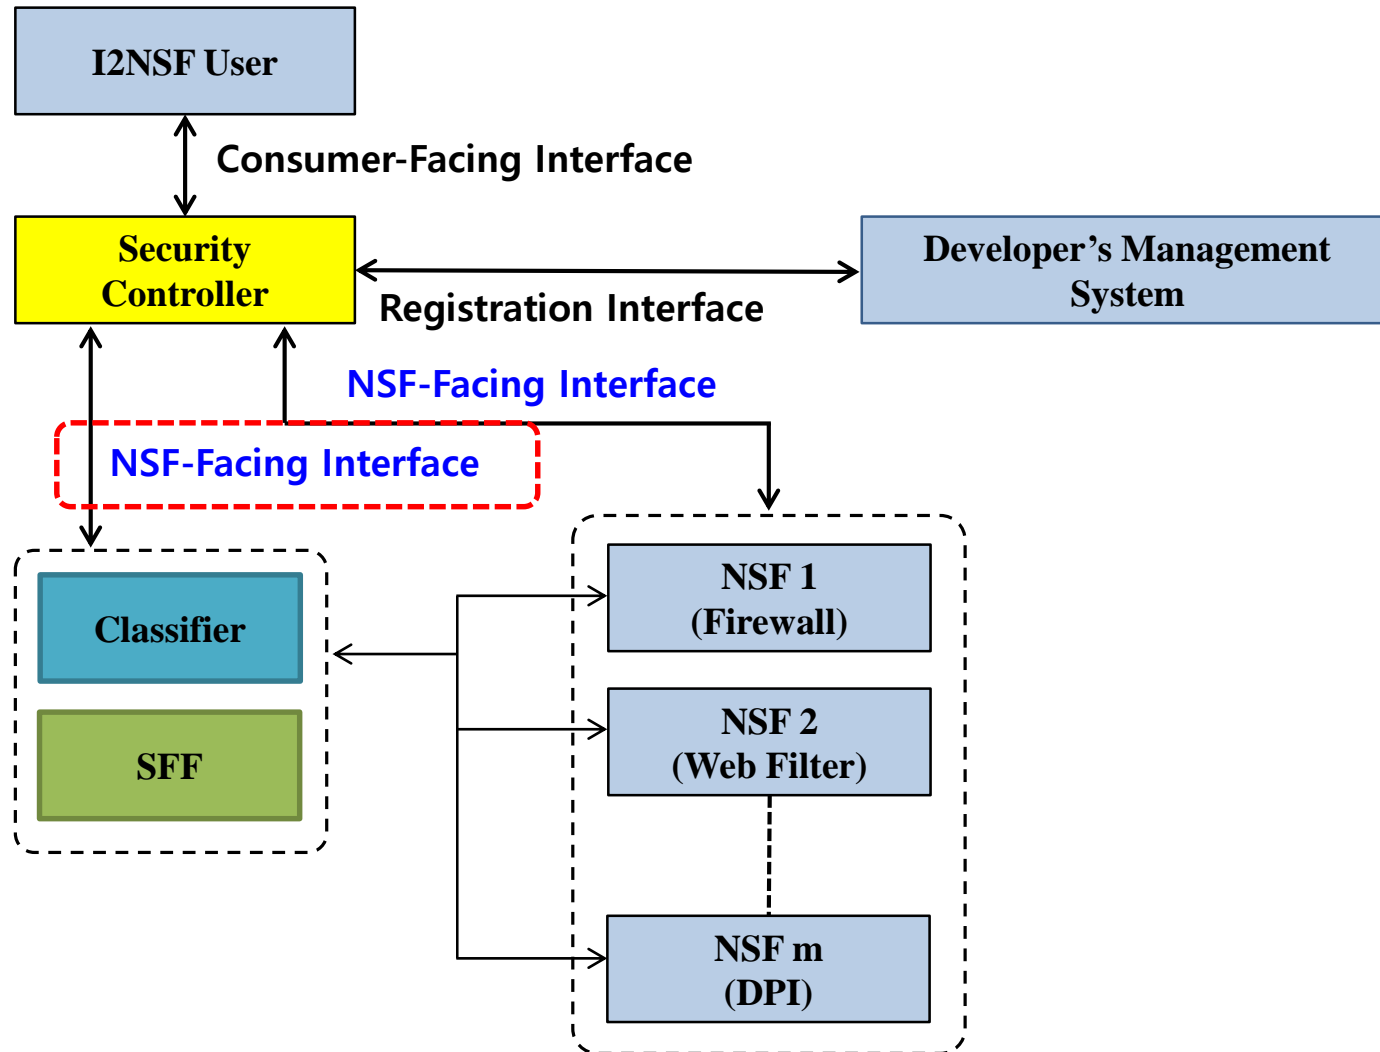 I2NSF User
Consumer-Facing Interface
Security
Controller
Developer’s Management
System
Registration Interface
NSF-Facing Interface
NSF-Facing Interface
NSF 1
(Firewall)
Classifier
NSF 2
(Web Filter)
SFF
NSF m
(DPI)